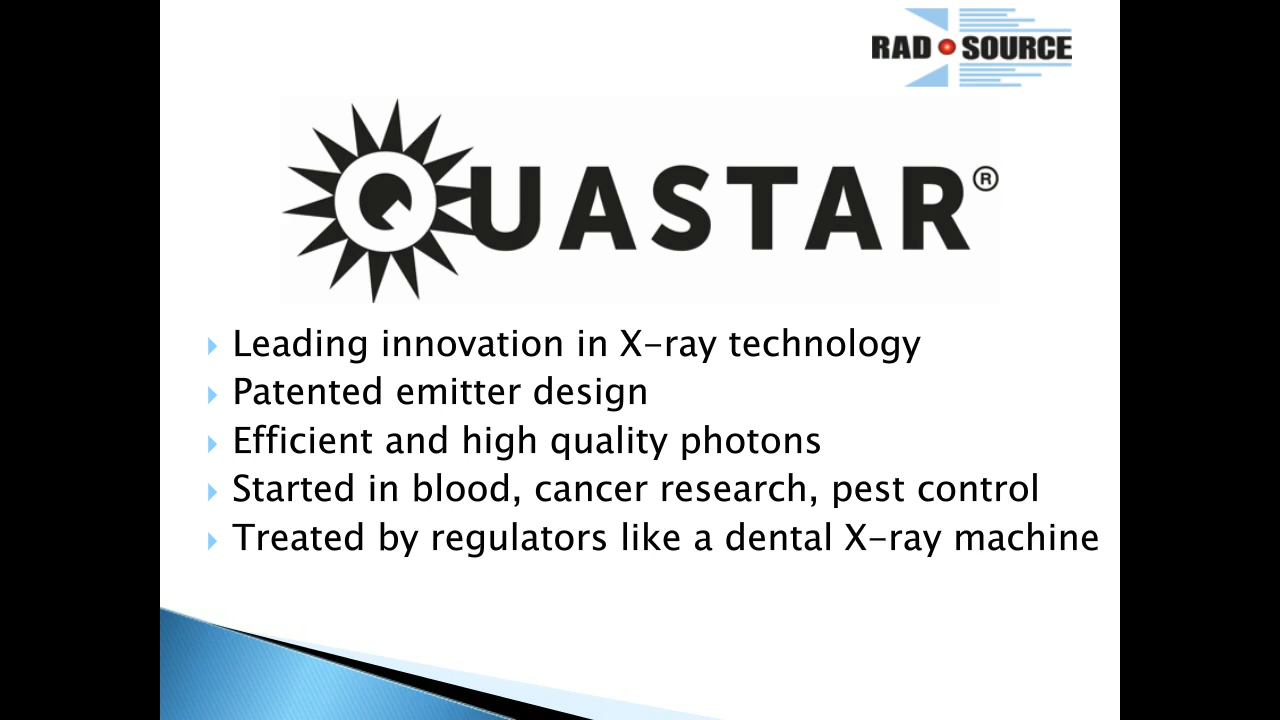 RAD SOURCE
QUASTAR®
Leading innovation in X-ray technology
Patented emitter design
Efficient and high quality photons
Started in blood, cancer research, pest control
Treated by regulators like a dental X-ray machine